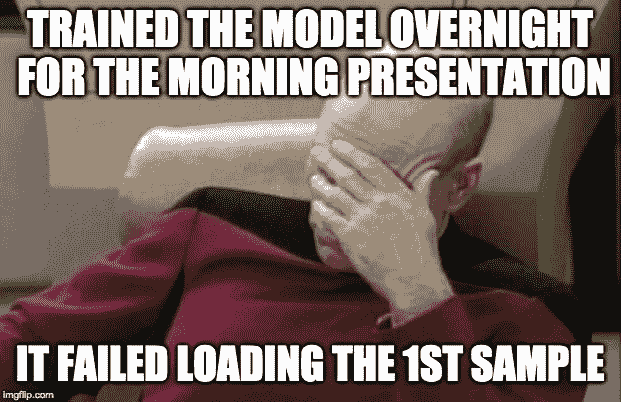 TRAINED THE MODEL OVERNIGHT
FOR THE MORNING PRESENTATION
IT FAILED LOADING THE 1ST SAMPLE
imgflip.com